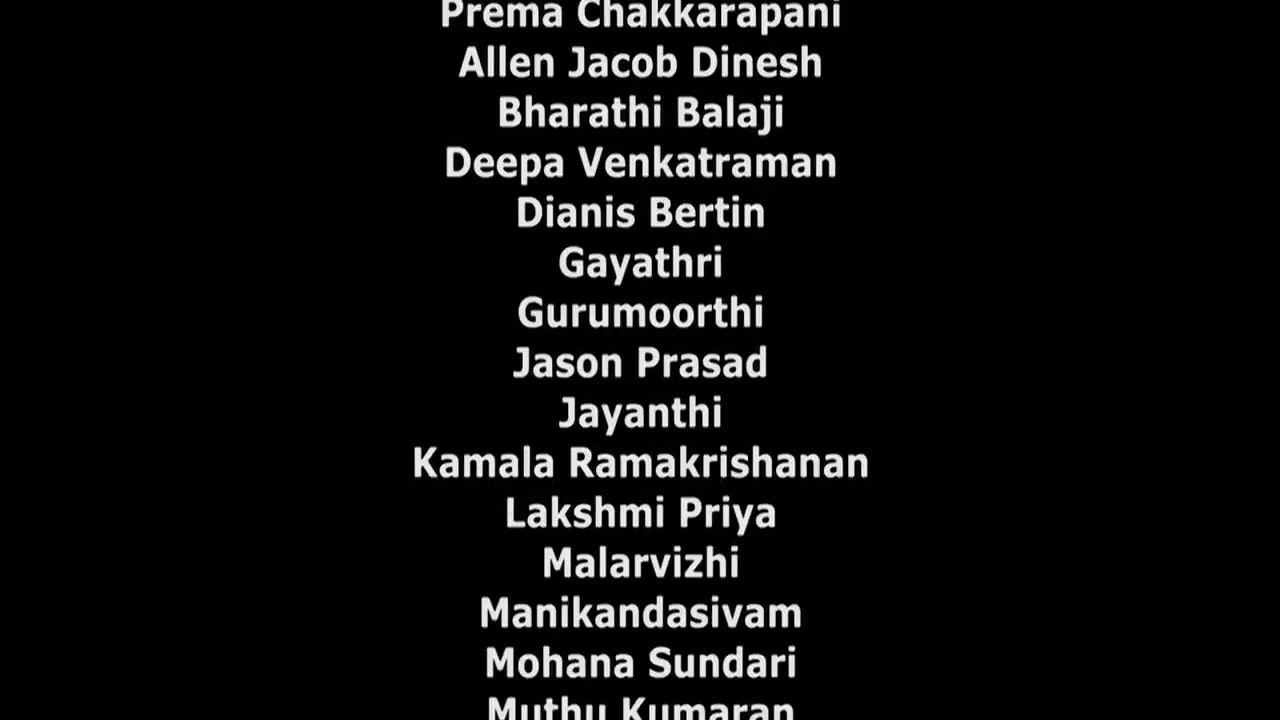 Prema Chakkarapani
Allen Jacob Dinesh
Bharathi Balaji
Deepa Venkatraman
Dianis Bertin
Gayathri
Gurumoorthi
Jason Prasad
Jayanthi
Kamala Ramakrishanan
Lakshmi Priya
Malarvizhi
Manikandasivam
Mohana Sundari
Muthu Kumaran